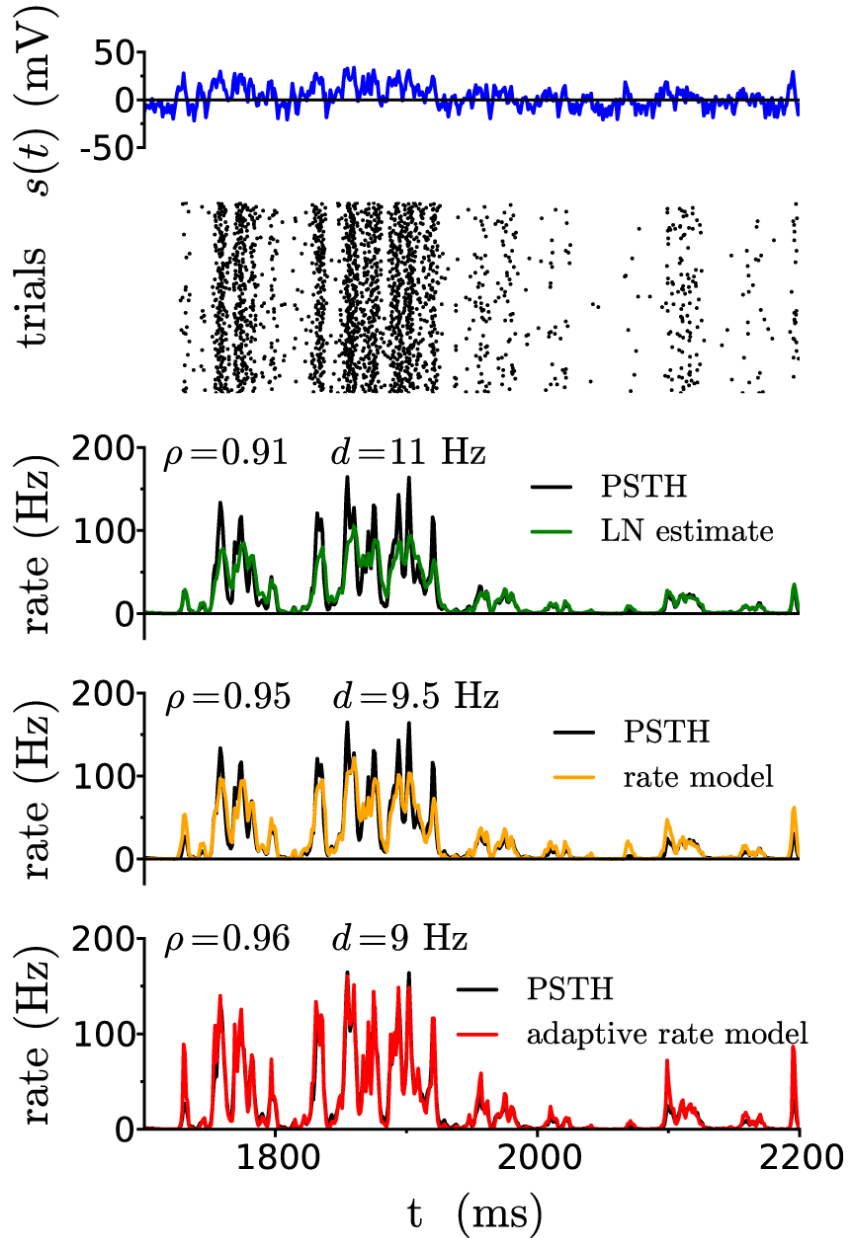 s(t) (mV)
50
0
-50
trials
rate (Hz)
200
100
0
ρ=0.91 d=11 Hz
PSTH
LN estimate
rate (Hz)
200
100
0
ρ=0.95 d=9.5 Hz
PSTH
rate model
rate (Hz)
200
100
0
ρ=0.96 d=9 Hz
PSTH
adaptive rate model
1800 2000 2200
t (ms)